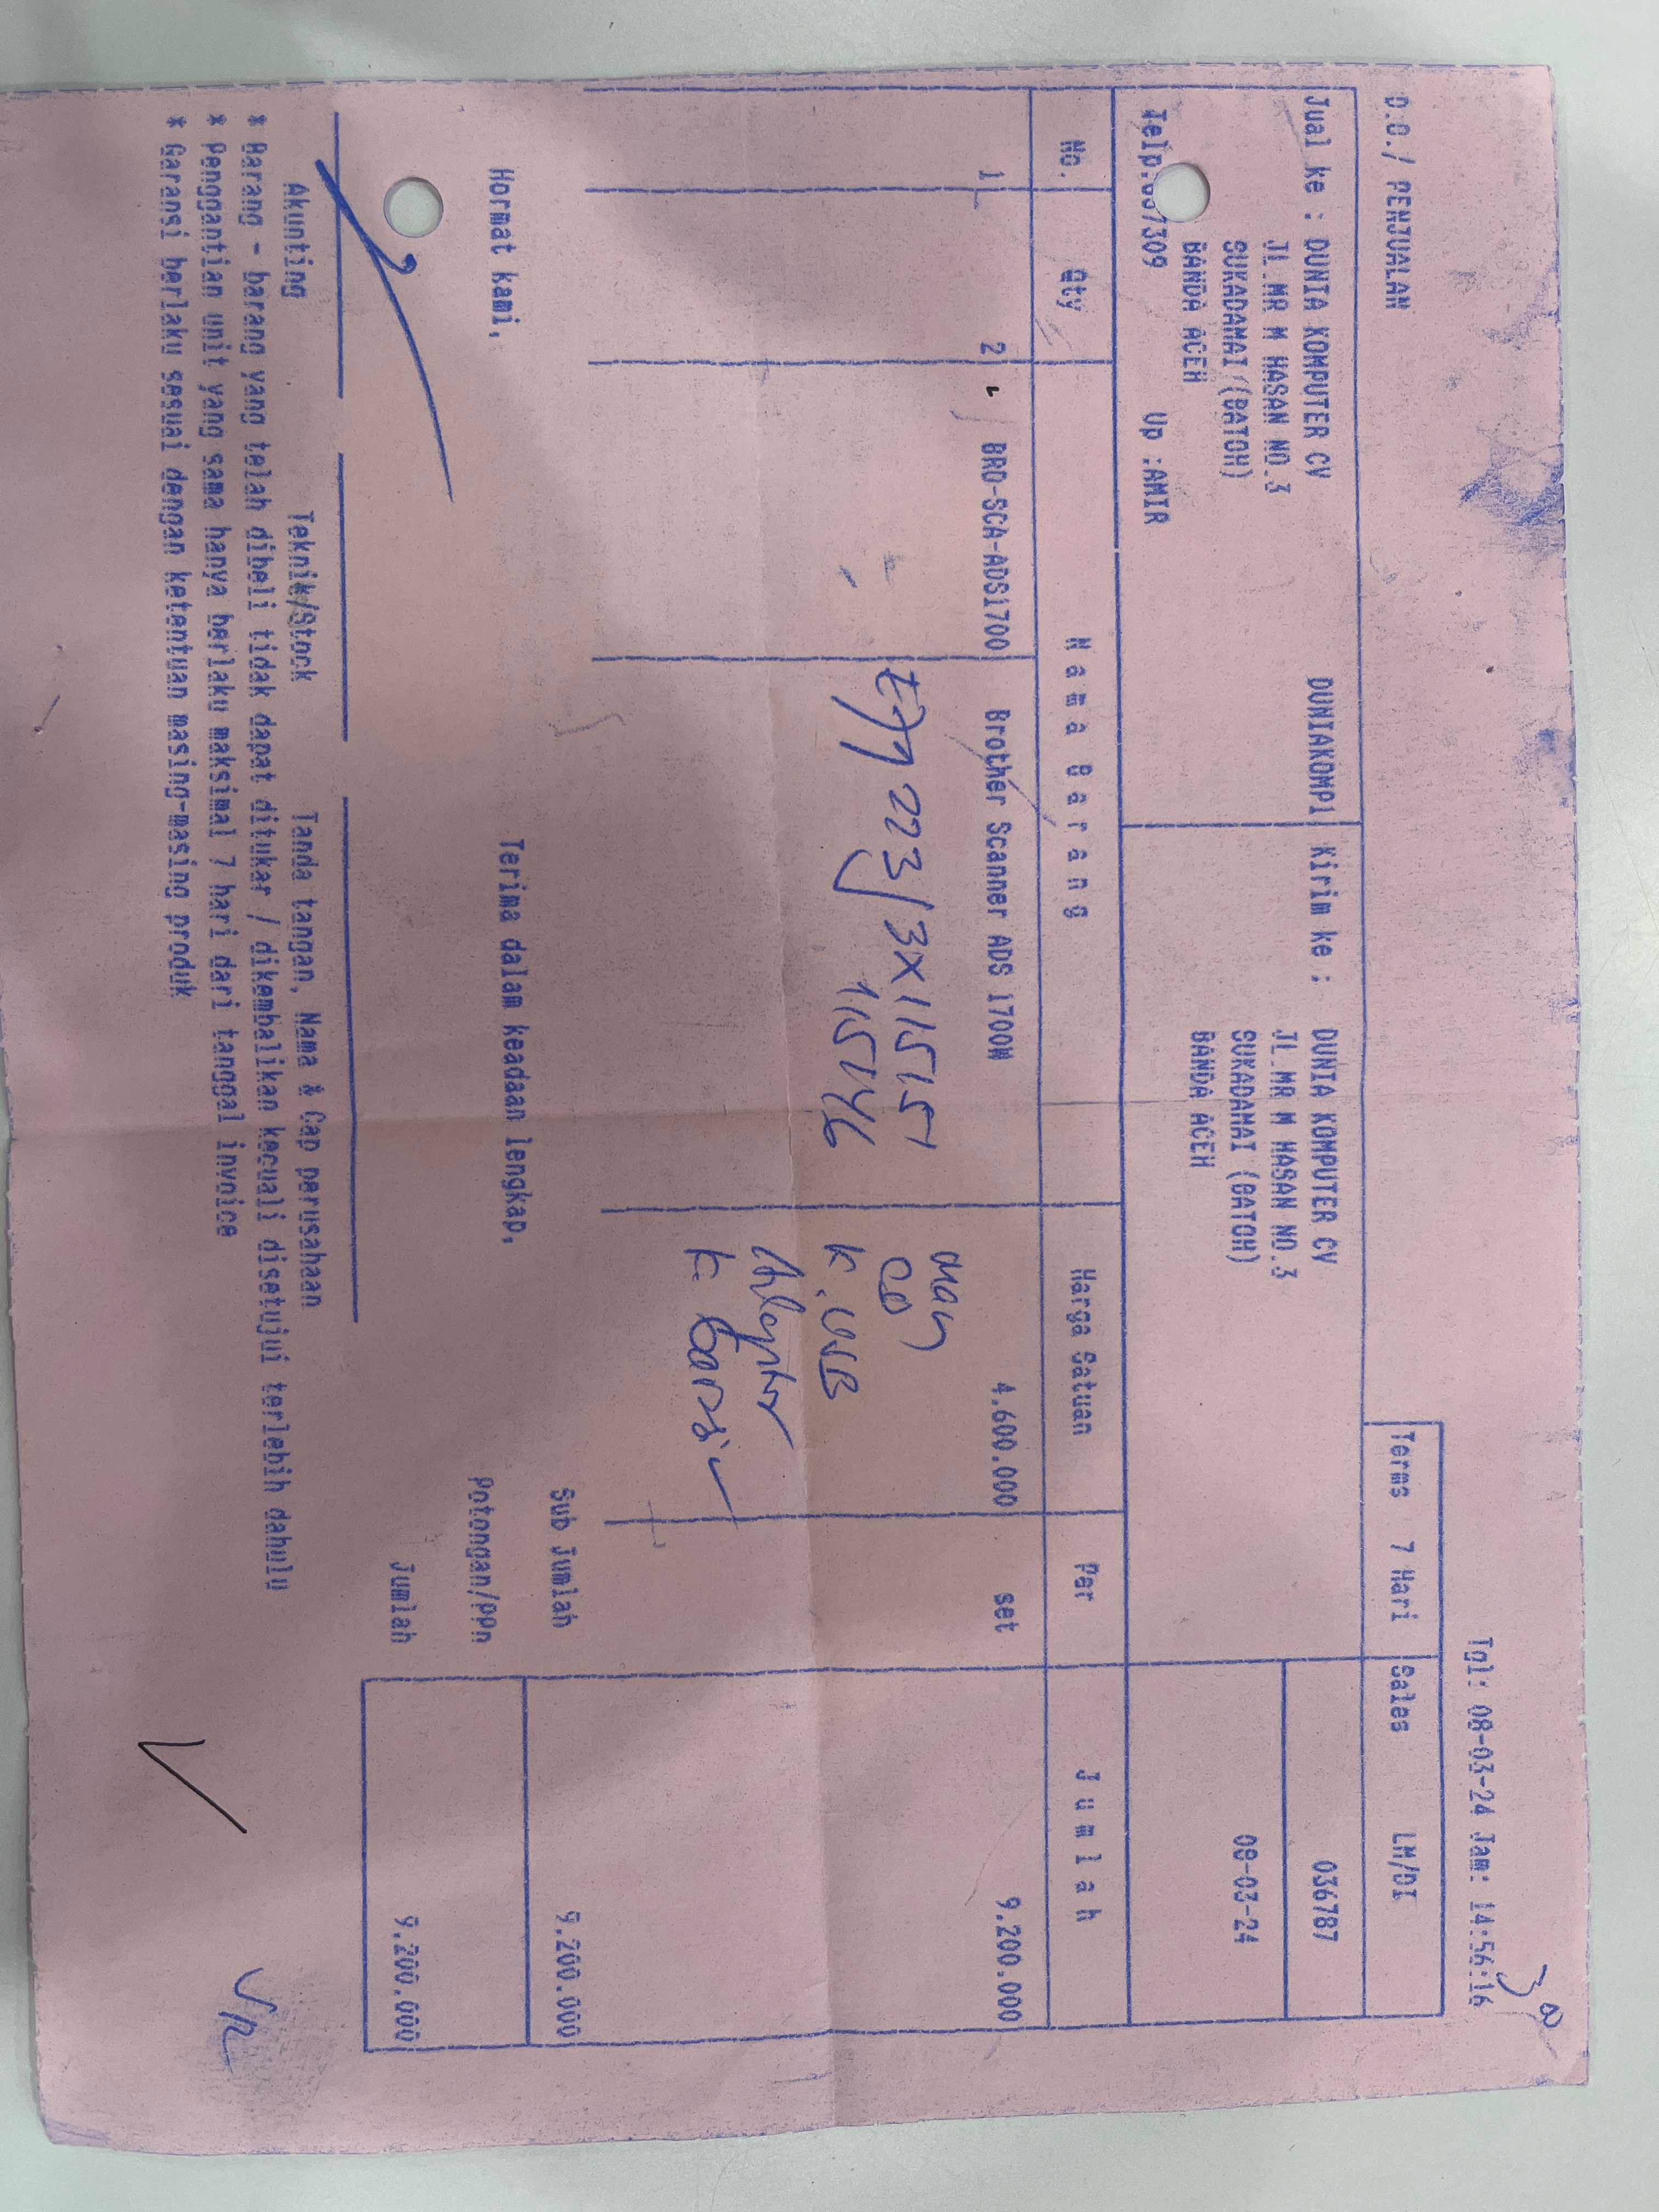 Tgl: 08-03-24 Jam: 14:56:16
D.O./ PENJUALAN
Terms 7 Hari Sales LM/DI
Jual ke : DUNIA KOMPUTER CV DUNIAKOMP1 Kirim ke : DUNIA KOMPUTER CV 036787
JL.MR M HASAN NO.3 JL.MR M HASAN NO.3
SUKADAMAI (BATOH) SUKADAMAI (BATOH) 08-03-24
BANDA ACEH BANDA ACEH
Up :AMIR
No. Qty Nama Barang Harga Satuan Per Jumlah
1 2 BRO-SCA-ADS1700 Brother Scanner ADS 1700W 4.600.000 set 9.200.000
CD
115146
K. USB
Sub Jumlah 9.200.000
Hormat kami, Terima dalam keadaan lengkap,
Potongan/PPn
Jumlah 9.200.000
Akunting Teknik/Stock Tanda tangan, Nama & Cap perusahaan
* Barang - barang yang telah dibeli tidak dapat ditukar / dikembalikan kecuali disetujui terlebih dahulu
* Penggantian unit yang sama hanya berlaku maksimal 7 hari dari tanggal invoice
* Garansi berlaku sesuai dengan ketentuan masing-masing produk